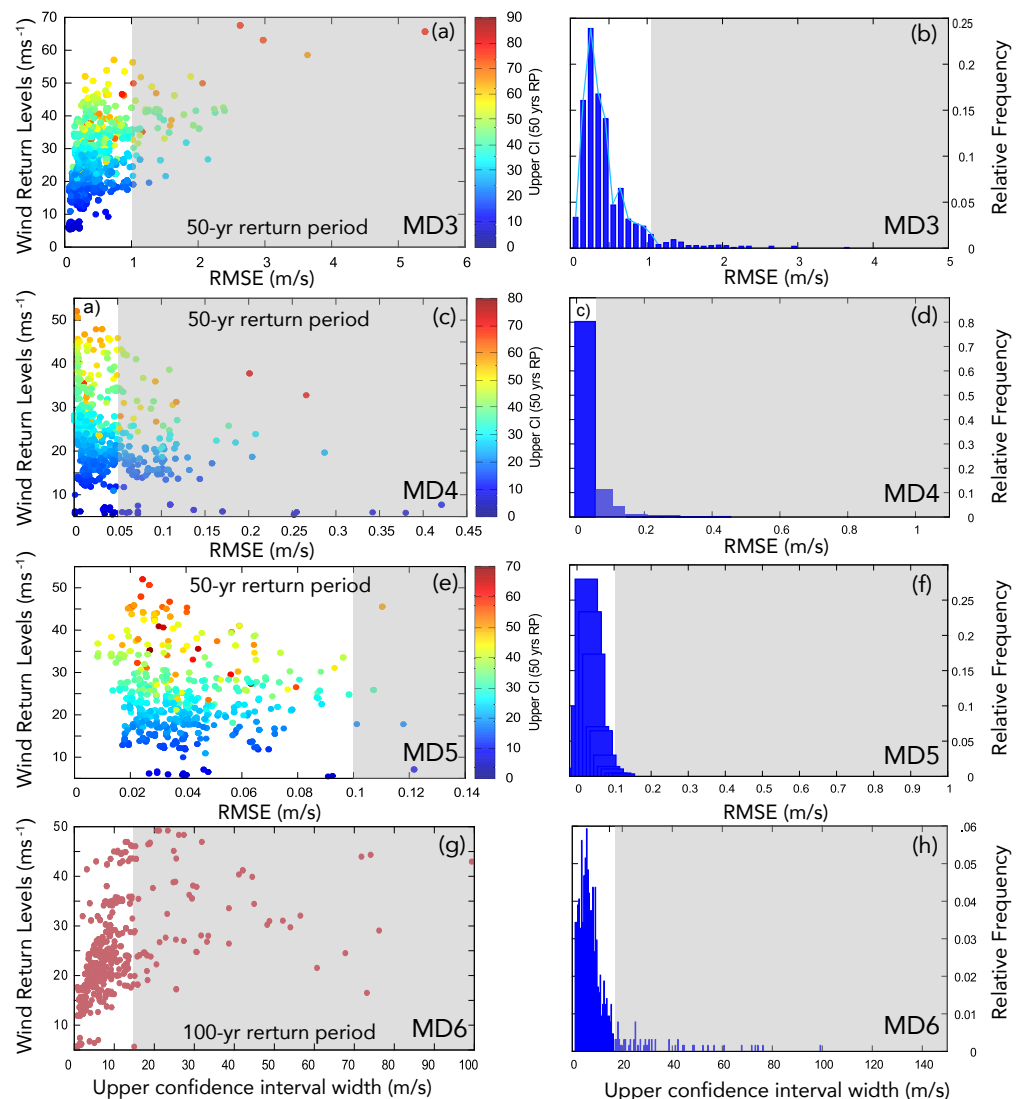 Wind Return Levels (ms⁻¹)
70
60
50
40
30
20
10
0
(a)
50-yr rerturn period
MD3
0 1 2 3 4 5 6
RMSE (m/s)
90
80
70
60
50
40
30
20
10
0
Upper CI (50 yrs RP)
(b)
MD3
0.25
0.2
0.15
0.1
0.05
0
Relative Frequency
0 1 2 3 4 5
RMSE (m/s)
Wind Return Levels (ms⁻¹)
50
40
30
20
10
a)
50-yr rerturn period
(c)
MD4
0 0.05 0.1 0.15 0.2 0.25 0.3 0.35 0.4 0.45
RMSE (m/s)
80
70
60
50
40
30
20
10
0
Upper CI (50 yrs RP)
c)
(d)
MD4
0.8
0.7
0.6
0.5
0.4
0.3
0.2
0.1
0
Relative Frequency
0 0.2 0.4 0.6 0.8 1
RMSE (m/s)
Wind Return Levels (ms⁻¹)
50
40
30
20
10
50-yr rerturn period
(e)
MD5
0 0.02 0.04 0.06 0.08 0.1 0.12 0.14
RMSE (m/s)
70
60
50
40
30
20
10
0
Upper CI (50 yrs RP)
(f)
MD5
0.25
0.2
0.15
0.1
0.05
0
Relative Frequency
0 0.1 0.2 0.3 0.4 0.5 0.6 0.7 0.8 0.9 1
RMSE (m/s)
Wind Return Levels (ms⁻¹)
50
40
30
20
10
(g)
100-yr rerturn period
MD6
0 10 20 30 40 50 60 70 80 90 100
Upper confidence interval width (m/s)
(h)
MD6
.06
0.05
0.04
0.03
0.02
0.01
0
Relative Frequency
0 20 40 60 80 100 120 140
Upper confidence interval width (m/s)